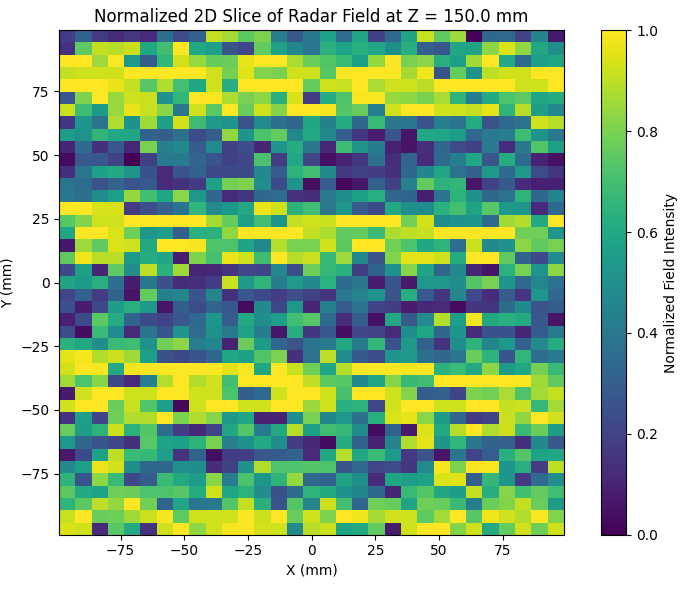 Normalized 2D Slice of Radar Field at Z = 150.0 mm
75
50
25
0
−25
−50
−75
Y (mm)
−75 −50 −25 0 25 50 75
X (mm)
1.0
0.8
0.6
0.4
0.2
0.0
Normalized Field Intensity